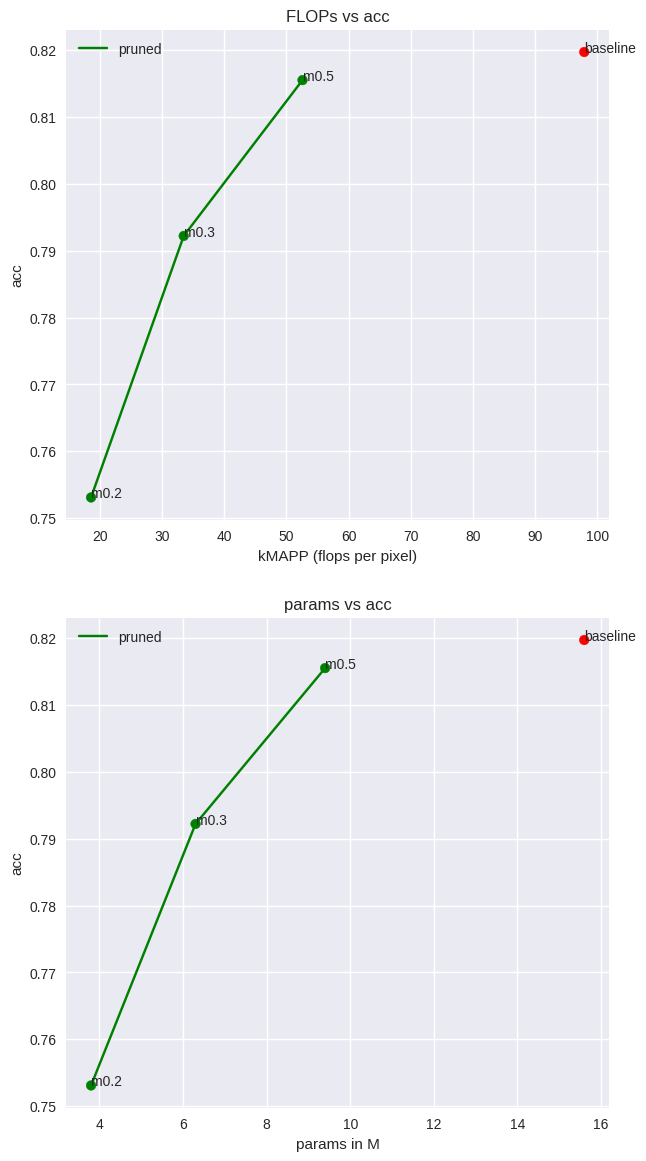 FLOPs vs acc
pruned
baseline
m0.5
m0.3
m0.2
0.82
0.81
0.80
0.79
0.78
0.77
0.76
0.75
acc
20 30 40 50 60 70 80 90 100
kMAPP (flops per pixel)
params vs acc
pruned
baseline
m0.5
m0.3
m0.2
0.82
0.81
0.80
0.79
0.78
0.77
0.76
0.75
acc
4 6 8 10 12 14 16
params in M